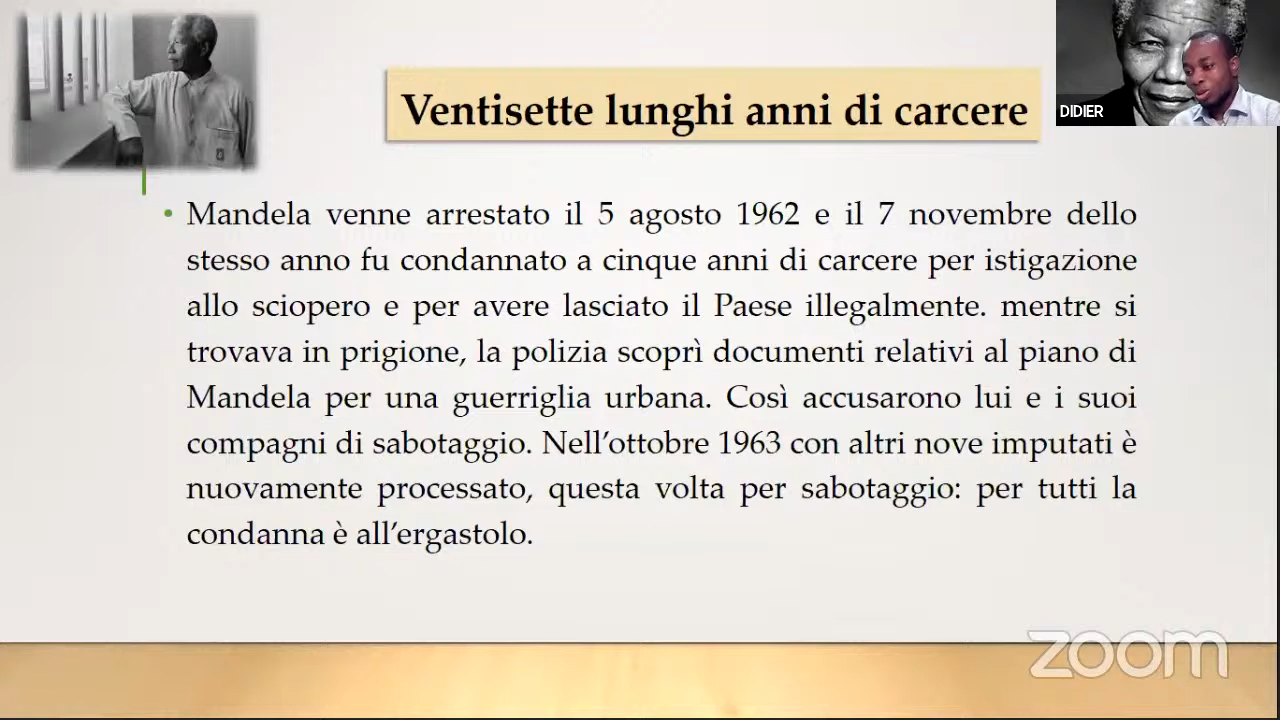 Ventisette lunghi anni di carcere
DIDIER
• Mandela venne arrestato il 5 agosto 1962 e il 7 novembre dello
stesso anno fu condannato a cinque anni di carcere per istigazione
allo sciopero e per avere lasciato il Paese illegalmente. mentre si
trovava in prigione, la polizia scoprì documenti relativi al piano di
Mandela per una guerriglia urbana. Così accusarono lui e i suoi
compagni di sabotaggio. Nell’ottobre 1963 con altri nove imputati è
nuovamente processato, questa volta per sabotaggio: per tutti la
condanna è all’ergastolo.
zoom